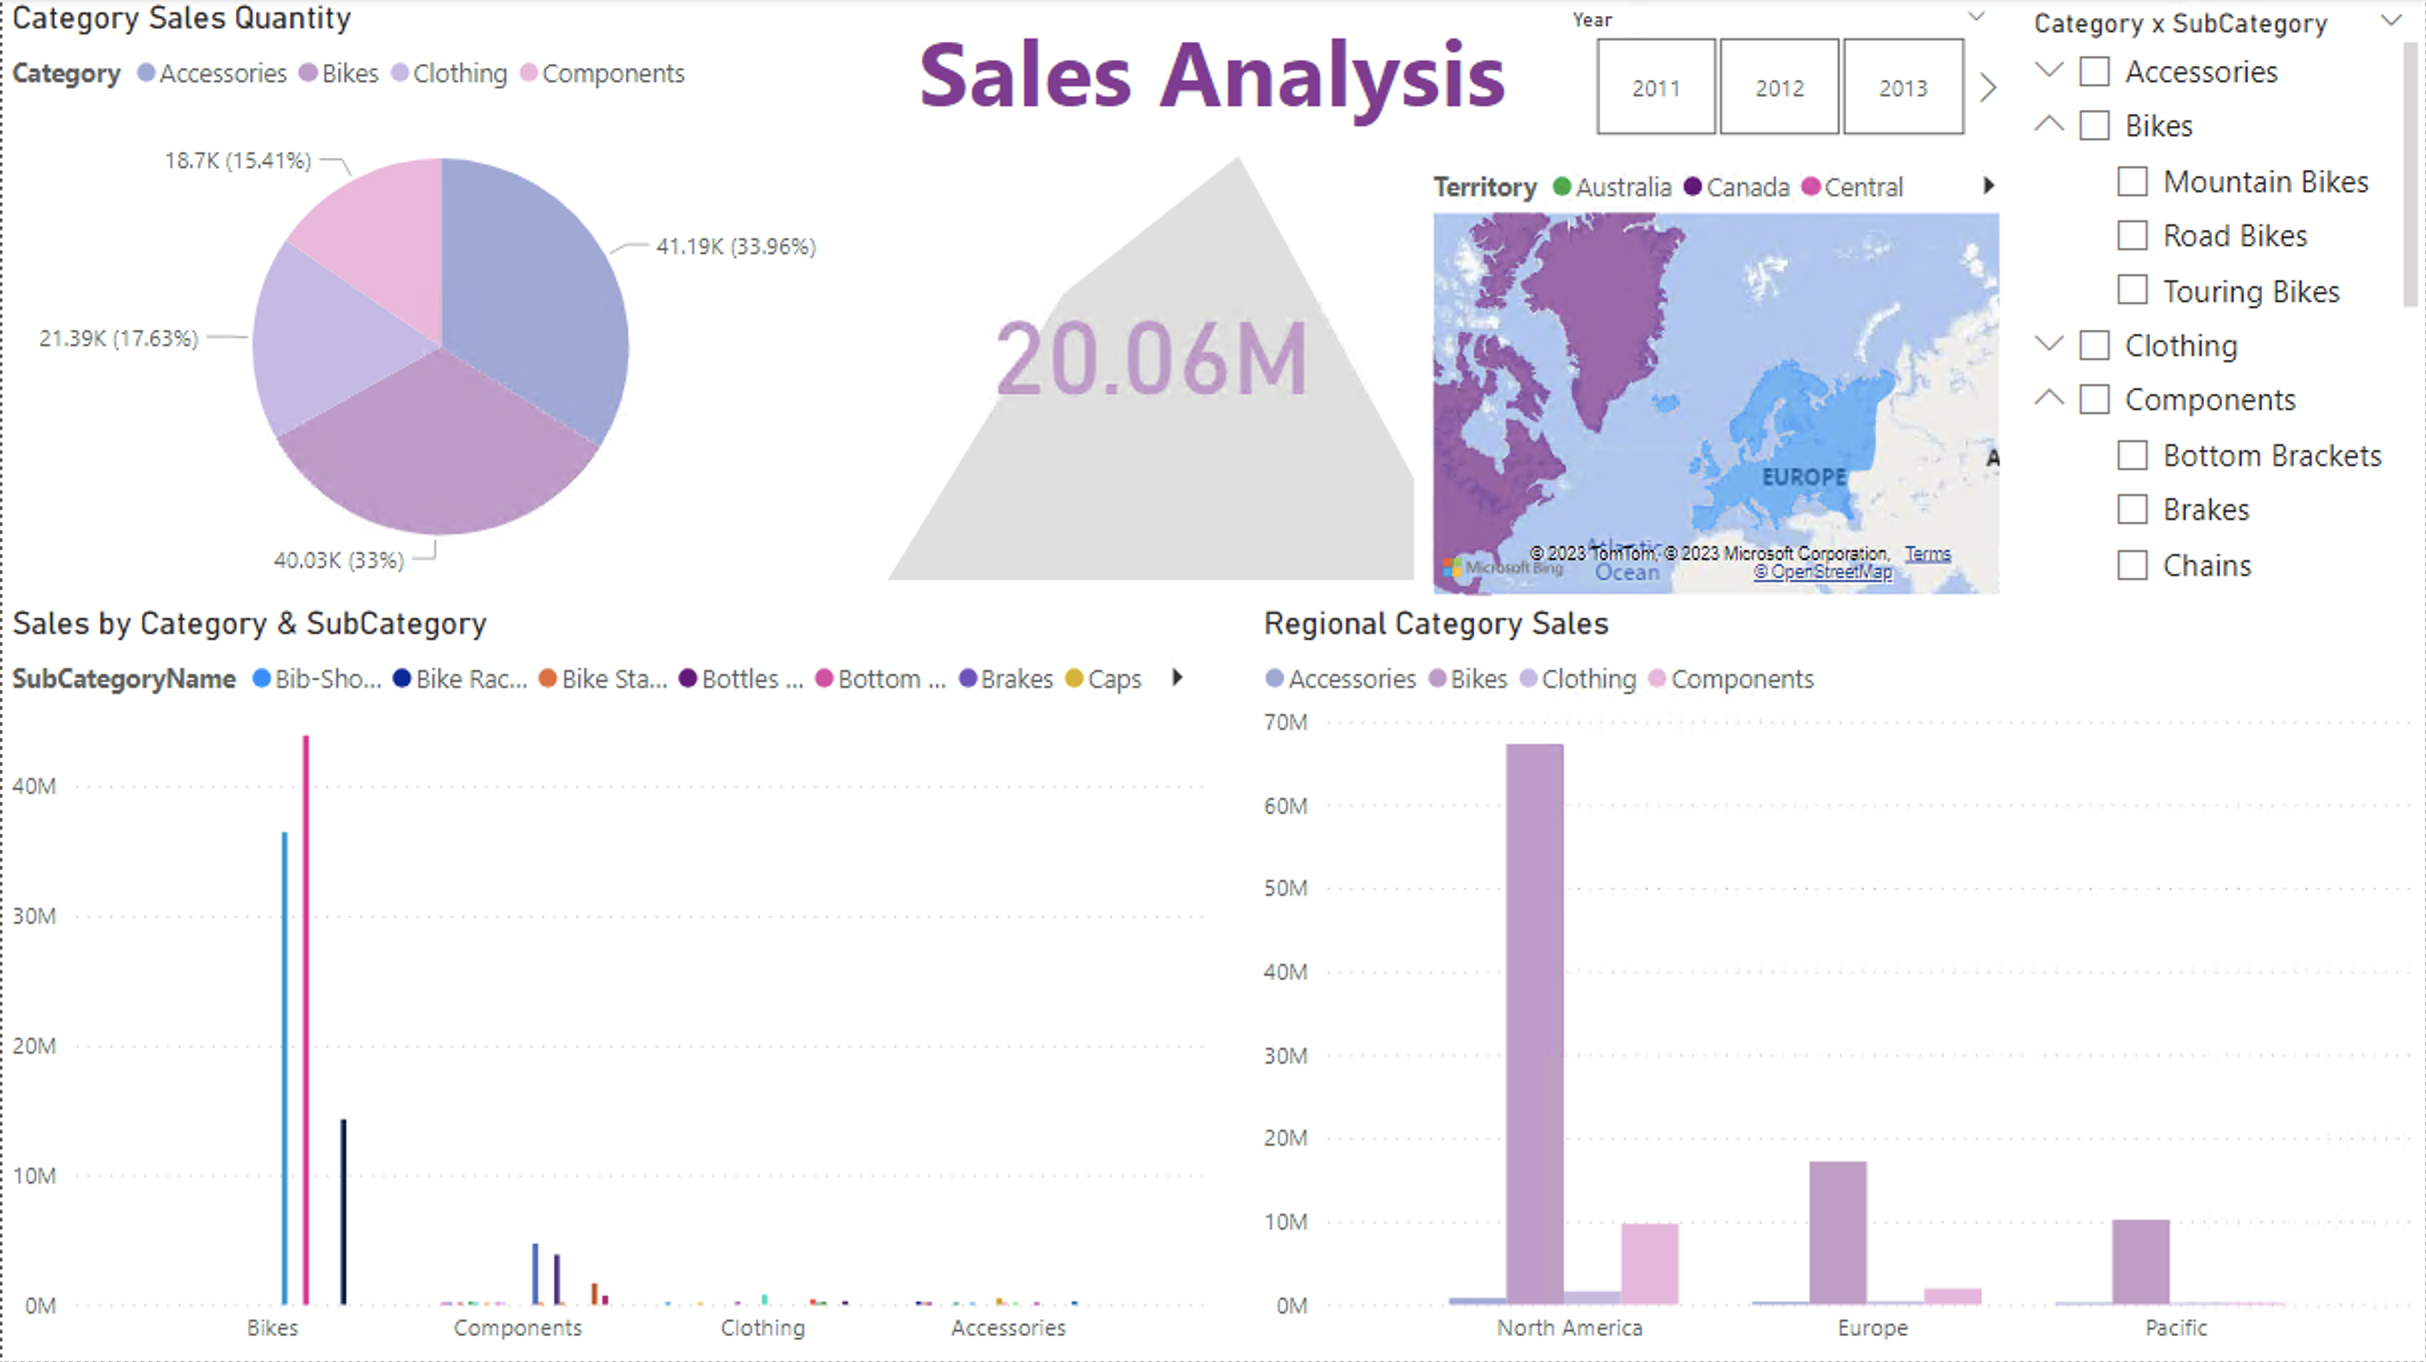 Category Sales Quantity
Category Accessories Bikes Clothing Components
18.7K (15.41%)
41.19K (33.96%)
21.39K (17.63%)
40.03K (33%)
Sales Analysis
20.06M
Year
2011 2012 2013
Territory Australia Canada Central
EUROPE
A
Atlantic
Ocean
© 2023 TomTom, © 2023 Microsoft Corporation, Terms
Microsoft Bing
© OpenStreetMap
Category x SubCategory
Accessories
Bikes
Mountain Bikes
Road Bikes
Touring Bikes
Clothing
Components
Bottom Brackets
Brakes
Chains
Sales by Category & SubCategory
SubCategoryName Bib-Sho... Bike Rac... Bike Sta... Bottles ... Bottom ... Brakes Caps
40M
30M
20M
10M
0M
Bikes Components Clothing Accessories
Regional Category Sales
Accessories Bikes Clothing Components
70M
60M
50M
40M
30M
20M
10M
0M
North America Europe Pacific